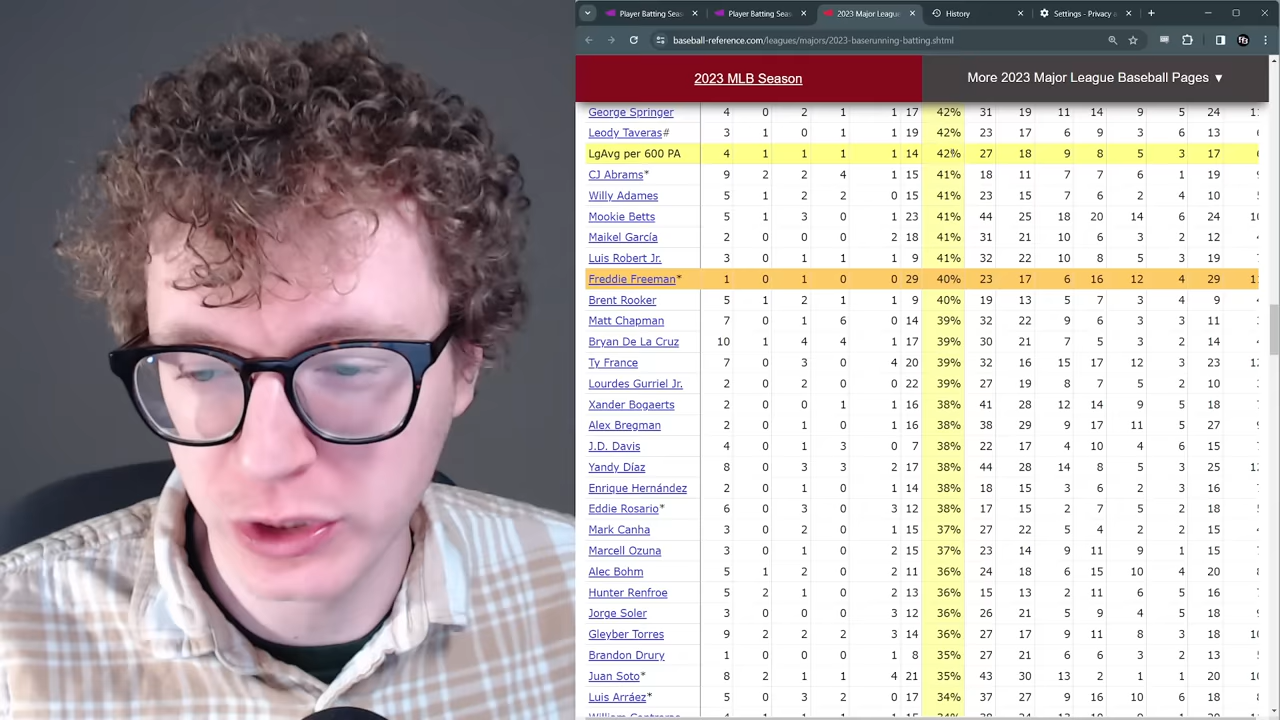 Player Batting Seas
Player Batting Seas
2023 Major Leagu
History
Settings - Privacy a
baseball-reference.com/leagues/majors/2023-baserunning-batting.shtml
2023 MLB Season
More 2023 Major League Baseball Pages ▼
George Springer 4 0 2 1 1 17 42% 31 19 11 14 9 5 24
Leody Taveras# 3 1 0 1 1 19 42% 23 17 6 9 3 6 13
LgAvg per 600 PA 4 1 1 1 1 14 42% 27 18 9 8 5 3 17
CJ Abrams* 9 2 2 4 1 15 41% 18 11 7 7 6 1 19
Willy Adames 5 1 2 2 0 15 41% 23 15 6 2 4 10
Mookie Betts 5 1 3 0 1 23 41% 44 25 18 20 14 6 24
Maikel García 2 0 0 0 2 18 41% 31 21 10 6 3 2 12
Luis Robert Jr. 3 0 1 1 1 9 41% 32 22 10 8 5 3 19
Freddie Freeman* 1 0 1 0 0 29 40% 23 17 6 16 12 4 29
Brent Rooker 5 1 2 1 1 9 40% 19 13 5 7 3 4 9
Matt Chapman 7 0 1 6 0 14 39% 32 22 9 6 3 3 11
Bryan De La Cruz 10 1 4 4 1 17 39% 30 21 7 5 3 2 14
Ty France 7 0 3 0 4 20 39% 32 16 15 17 12 3 23
Lourdes Gurriel Jr. 2 0 2 0 0 22 39% 27 19 8 7 5 2 10
Xander Bogaerts 2 0 0 1 1 16 38% 41 28 12 14 9 5 18
Alex Bregman 2 0 1 0 1 16 38% 38 29 9 17 11 5 27
J.D. Davis 4 0 1 3 0 7 38% 22 17 4 10 4 6 15
Yandy Díaz 8 0 3 3 2 17 38% 44 28 14 8 5 3 25
Enrique Hernández 2 0 1 0 1 14 38% 18 15 3 6 2 3 16
Eddie Rosario* 6 0 3 0 3 12 38% 17 15 2 7 5 2 18
Mark Canha 3 0 2 0 1 15 37% 27 22 5 4 2 2 15
Marcell Ozuna 3 0 1 0 2 15 37% 23 14 8 11 9 1 15
Alec Bohm 5 1 2 0 2 11 36% 24 18 6 15 10 4 20
Hunter Renfroe 5 2 1 0 2 13 36% 15 13 2 11 6 5 16
Jorge Soler 3 0 0 0 3 12 36% 26 21 5 9 4 5 18
Gleyber Torres 9 2 2 2 3 14 36% 27 17 8 11 8 3 18
Brandon Drury 1 0 0 0 1 8 35% 27 21 6 6 3 2 13
Juan Soto* 8 2 1 1 4 21 35% 43 30 13 2 1 1 20
Luis Arráez* 5 0 3 2 0 17 34% 37 27 9 16 10 6 18